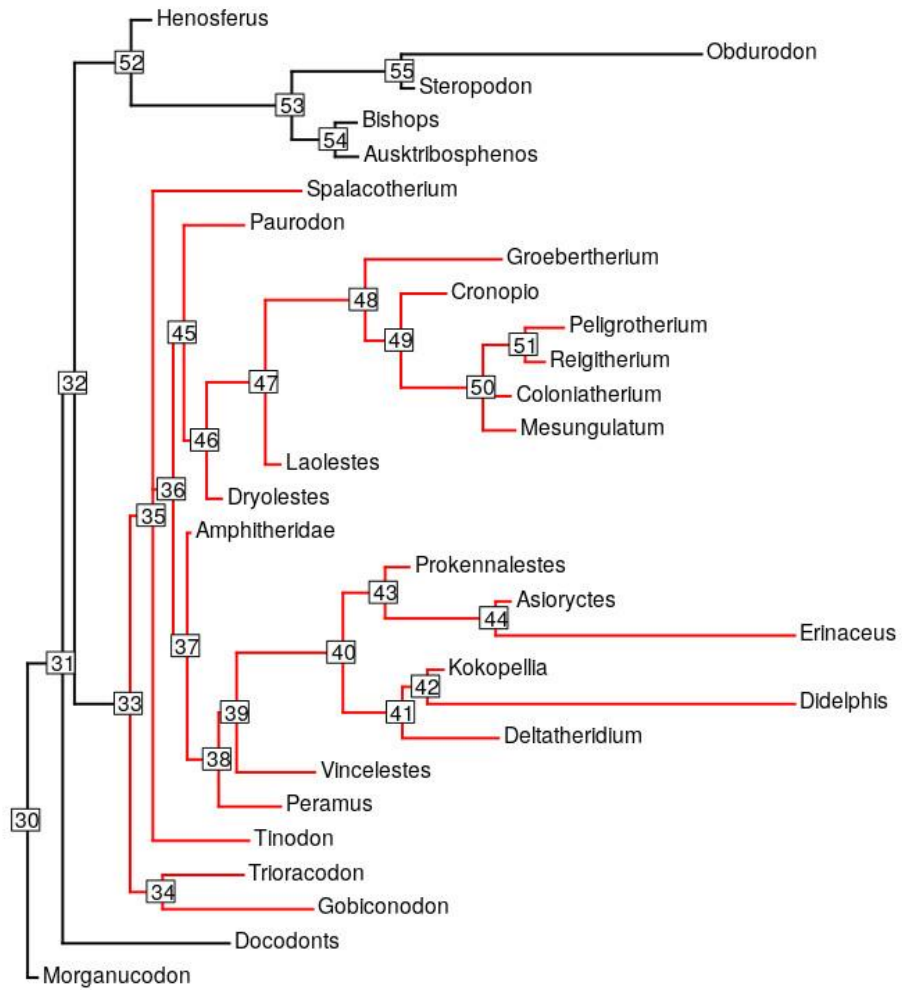 Henosferus
Obdurodon
52
55
Steropodon
53
Bishops
54
Ausktribosphenos
Spalacotherium
Paurodon
Groebertherium
Cronopio
48
Peligrotherium
45
49
51
Reigitherium
32
47
50
Coloniatherium
Mesungulatum
46
Laolestes
36
Dryolestes
35
Amphitheridae
Prokennalestes
43
Asioryctes
44
Erinaceus
37
40
31
Kokopellia
42
33
Didelphis
39
41
Deltatheridium
38
Vincelestes
Peramus
30
Tinodon
Trioracodon
34
Gobiconodon
Docodonts
Morganucodon